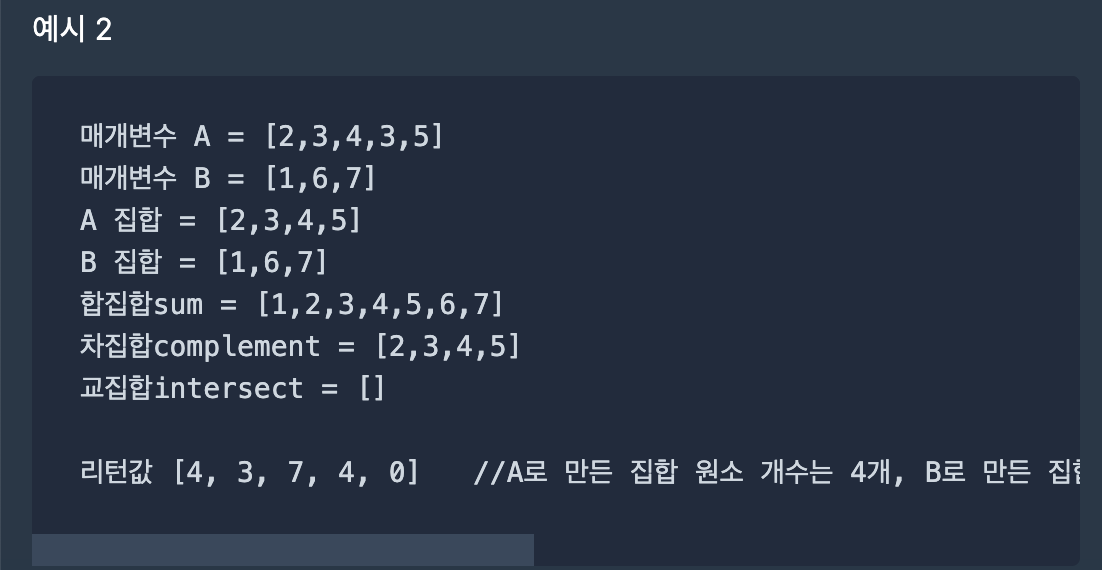 예시 2
매개변수 A = [2,3,4,3,5]
매개변수 B = [1,6,7]
A 집합 = [2,3,4,5]
B 집합 = [1,6,7]
합집합sum = [1,2,3,4,5,6,7]
차집합complement = [2,3,4,5]
교집합intersect = []
리턴값 [4, 3, 7, 4, 0] //A로 만든 집합 원소 개수는 4개, B로 만든